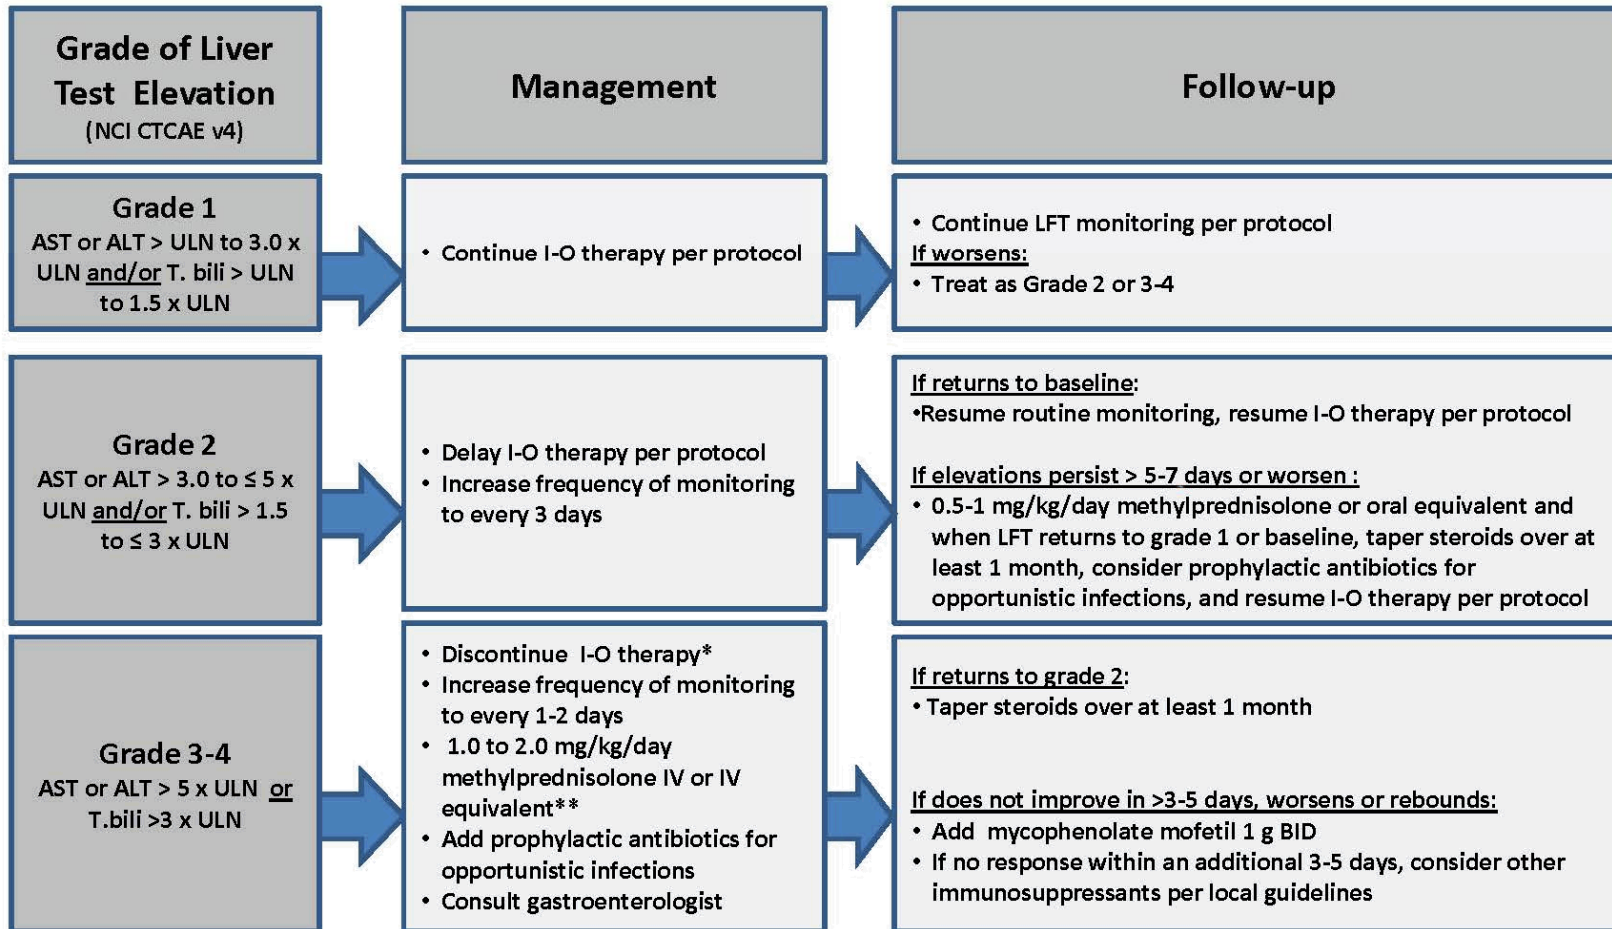 Grade of Liver
Test Elevation
(NCI CTCAE v4)
Management
Follow-up
Grade 1
AST or ALT > ULN to 3.0 x
ULN and/or T. bili > ULN
to 1.5 x ULN
• Continue I-O therapy per protocol
• Continue LFT monitoring per protocol
If worsens:
• Treat as Grade 2 or 3-4
Grade 2
AST or ALT > 3.0 to ≤ 5 x
ULN and/or T. bili > 1.5
to ≤ 3 x ULN
• Delay I-O therapy per protocol
• Increase frequency of monitoring
to every 3 days
If returns to baseline:
•Resume routine monitoring, resume I-O therapy per protocol
If elevations persist > 5-7 days or worsen :
• 0.5-1 mg/kg/day methylprednisolone or oral equivalent and
when LFT returns to grade 1 or baseline, taper steroids over at
least 1 month, consider prophylactic antibiotics for
opportunistic infections, and resume I-O therapy per protocol
Grade 3-4
AST or ALT > 5 x ULN or
T.bili >3 x ULN
• Discontinue I-O therapy*
• Increase frequency of monitoring
to every 1-2 days
• 1.0 to 2.0 mg/kg/day
methylprednisolone IV or IV
equivalent**
• Add prophylactic antibiotics for
opportunistic infections
• Consult gastroenterologist
If returns to grade 2:
• Taper steroids over at least 1 month
If does not improve in >3-5 days, worsens or rebounds:
• Add mycophenolate mofetil 1 g BID
• If no response within an additional 3-5 days, consider other
immunosuppressants per local guidelines